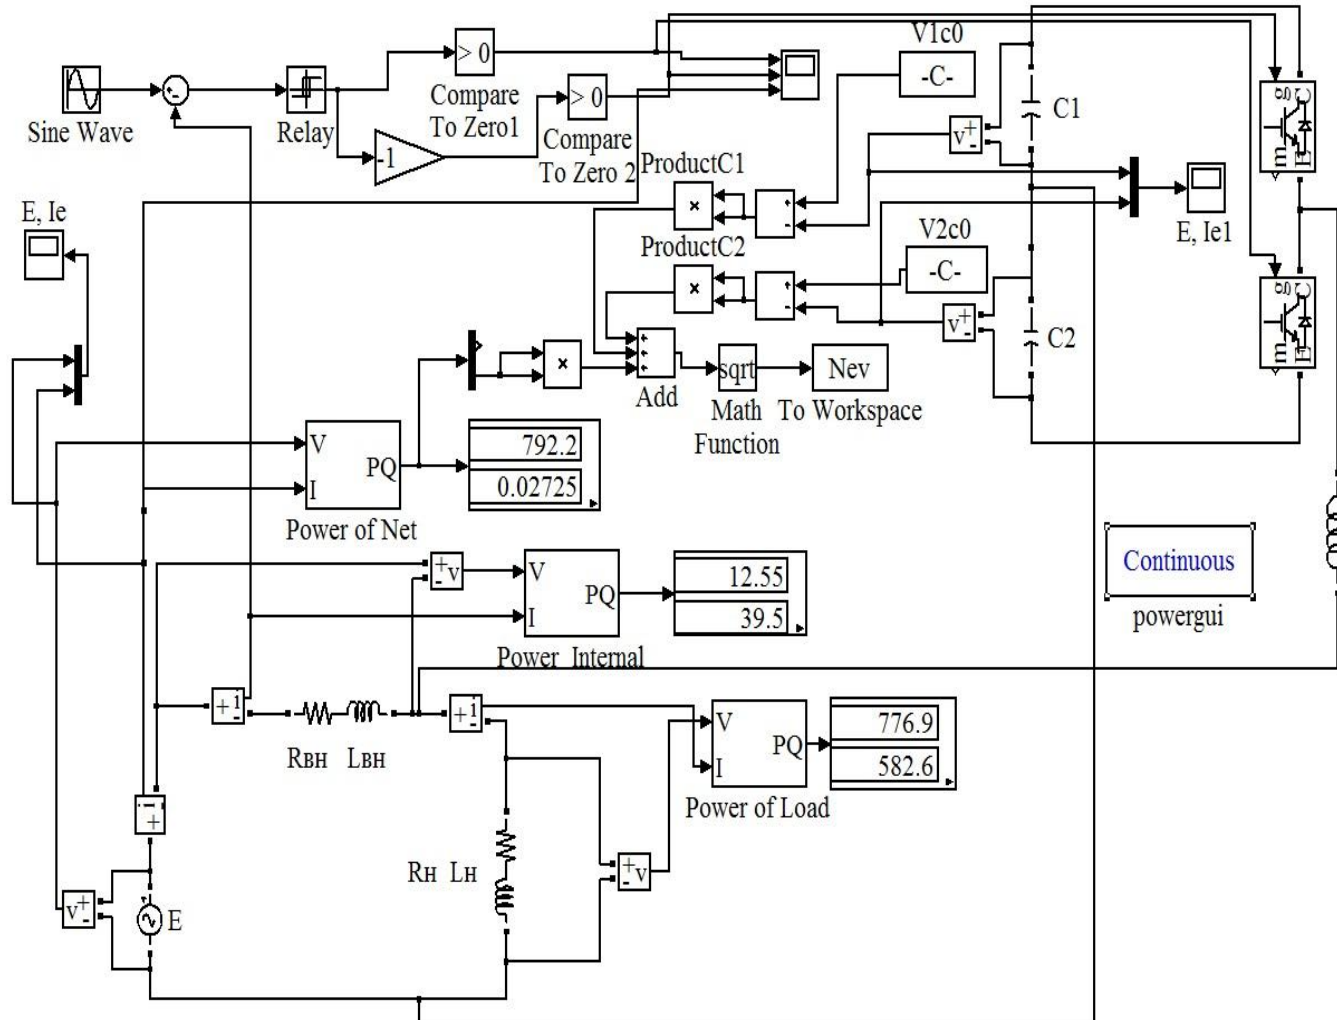 V1c0
-C-
> 0
Sine Wave
+
-
Relay
Compare
To Zero1
> 0
Compare
To Zero 2
-1
C1
v
+
-
g
C
m
E
ProductC1
×
+
-
E, Ie
E, Ie1
ProductC2
V2c0
-C-
×
+
-
v
+
-
C2
g
C
m
E
×
+
+
+
Add
sqrt
Math
Function
Nev
To Workspace
V
I
PQ
792.2
0.02725
Power of Net
Continuous
powergui
+
-
v
V
I
PQ
12.55
39.5
Power Internal
+
i
-
RBH LBH
+
i
-
V
I
PQ
776.9
582.6
Power of Load
i
+
-
RH LH
+
-
v
v
+
-
E